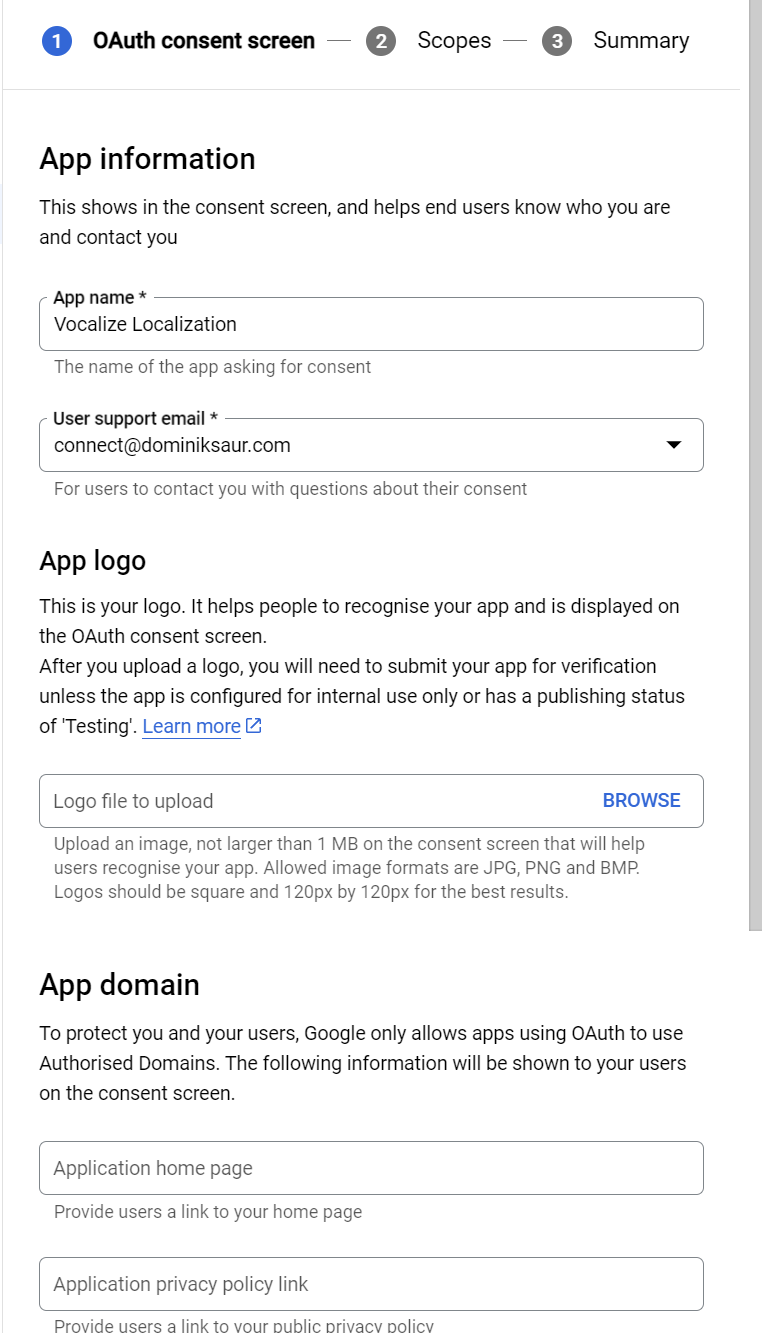 1 OAuth consent screen — 2 Scopes — 3 Summary
App information
This shows in the consent screen, and helps end users know who you are
and contact you
App name *
Vocalize Localization
The name of the app asking for consent
User support email *
connect@dominiksaur.com
For users to contact you with questions about their consent
App logo
This is your logo. It helps people to recognise your app and is displayed on
the OAuth consent screen.
After you upload a logo, you will need to submit your app for verification
unless the app is configured for internal use only or has a publishing status
of 'Testing'. Learn more
Logo file to upload BROWSE
Upload an image, not larger than 1 MB on the consent screen that will help
users recognise your app. Allowed image formats are JPG, PNG and BMP.
Logos should be square and 120px by 120px for the best results.
App domain
To protect you and your users, Google only allows apps using OAuth to use
Authorised Domains. The following information will be shown to your users
on the consent screen.
Application home page
Provide users a link to your home page
Application privacy policy link
Provide users a link to your public privacy policy